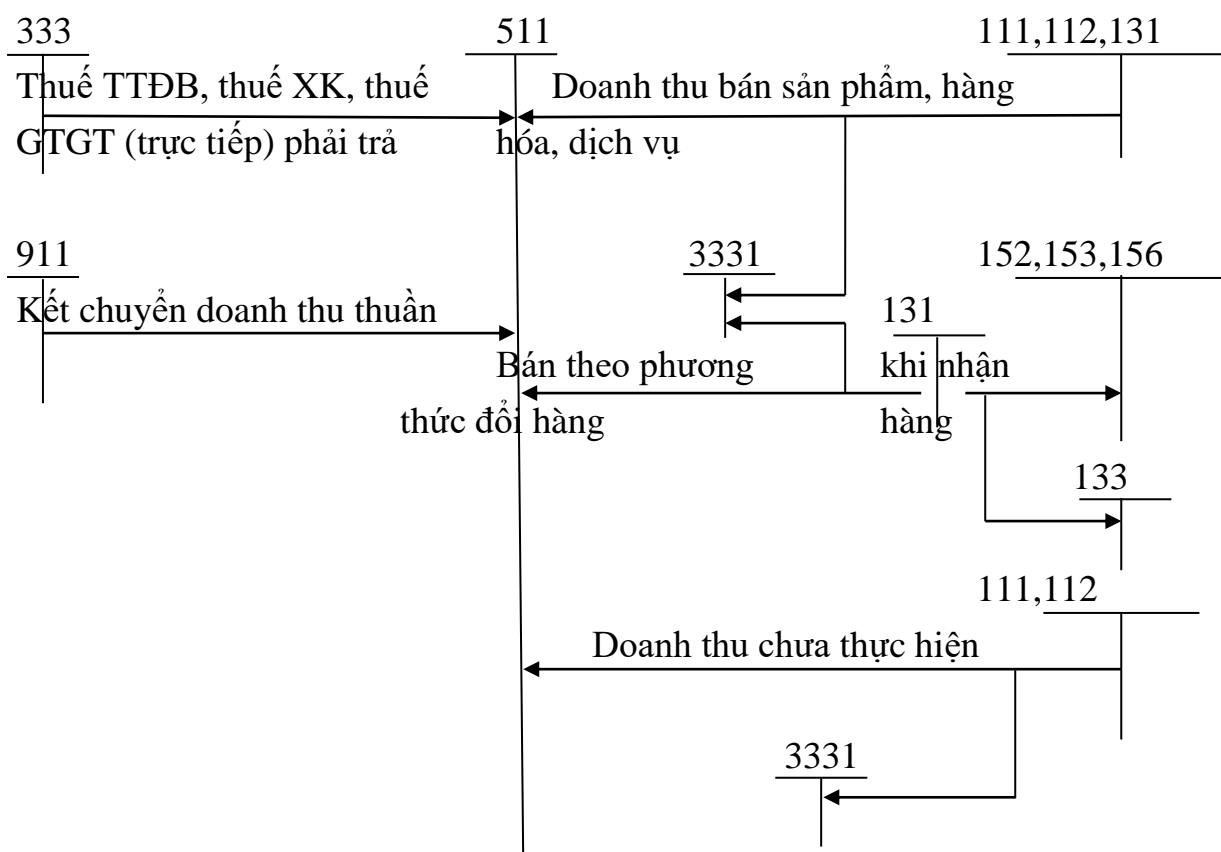 333
511
111,112,131
Thuế TTĐB, thuế XK, thuế
GTGT (trực tiếp) phải trả
Doanh thu bán sản phẩm, hàng
hóa, dịch vụ
911
3331
152,153,156
Kết chuyển doanh thu thuần
131
Bán theo phương
thức đổi hàng
khi nhận
hàng
133
111,112
Doanh thu chưa thực hiện
3331